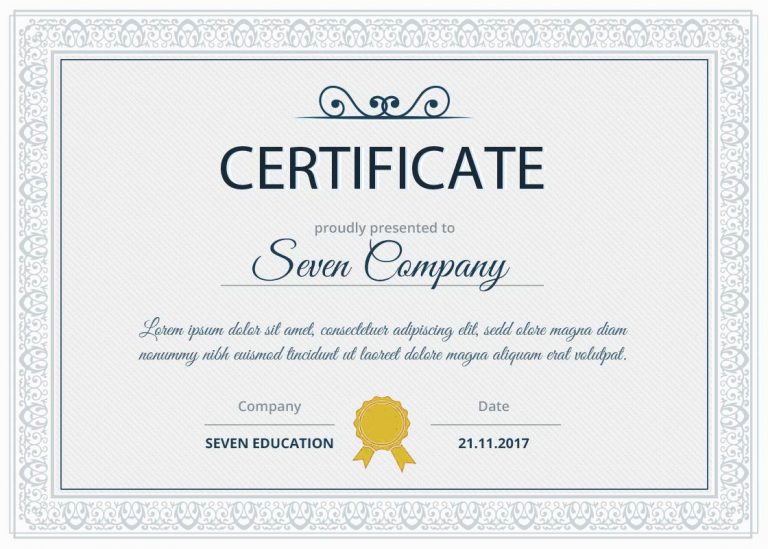 CERTIFICATE
proudly presented to
Seven Company
Lorem ipsum dolor sit amet, consectetuer adipiscing elit, sedd olore magna diam
nonummy nibh euismod tincidunt ut laoreet dolore magna aliquam erat volutpat.
Company
Date
SEVEN EDUCATION
21.11.2017